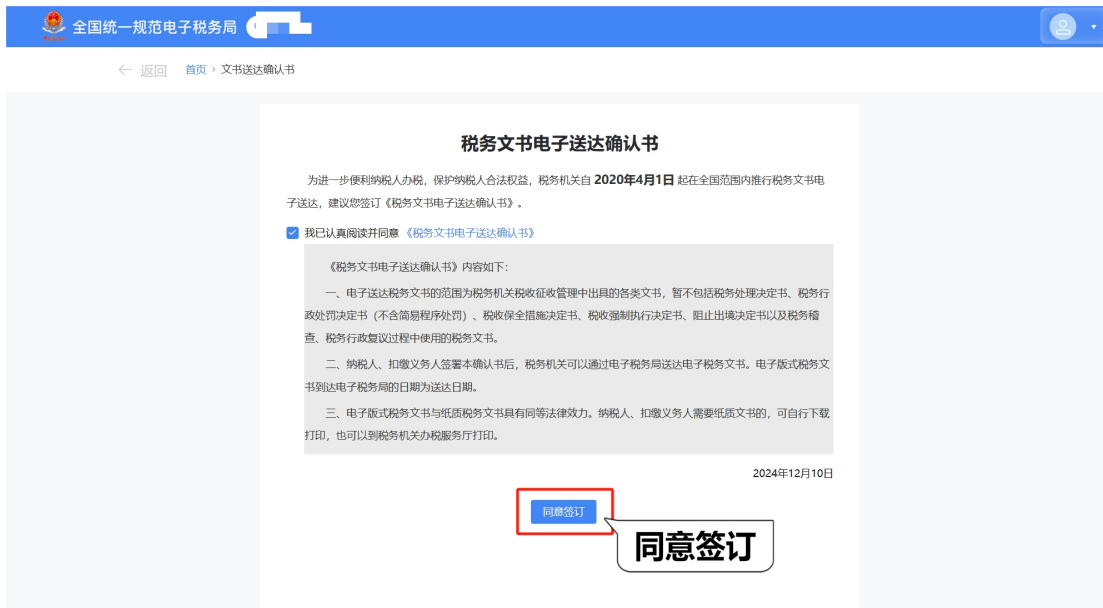 全国统一规范电子税务局
返回 首页 › 文书送达确认书
税务文书电子送达确认书
为进一步便利纳税人办税，保护纳税人合法权益，税务机关自 2020年4月1日 起在全国范围内推行税务文书电
子送达，建议您签订《税务文书电子送达确认书》。
我已认真阅读并同意 《税务文书电子送达确认书》
《税务文书电子送达确认书》内容如下：
一、电子送达税务文书的范围为税务机关税收征收管理中出具的各类文书，暂不包括税务处理决定书、税务行
政处罚决定书（不含简易程序处罚）、税收保全措施决定书、税收强制执行决定书、阻止出境决定书以及税务稽
查、税务行政复议过程中使用的税务文书。
二、纳税人、扣缴义务人签署本确认书后，税务机关可以通过电子税务局送达电子税务文书。电子版式税务文
书到达电子税务局的日期为送达日期。
三、电子版式税务文书与纸质税务文书具有同等法律效力。纳税人、扣缴义务人需要纸质文书的，可自行下载
打印，也可以到税务机关办税服务厅打印。
2024年12月10日
同意签订
同意签订